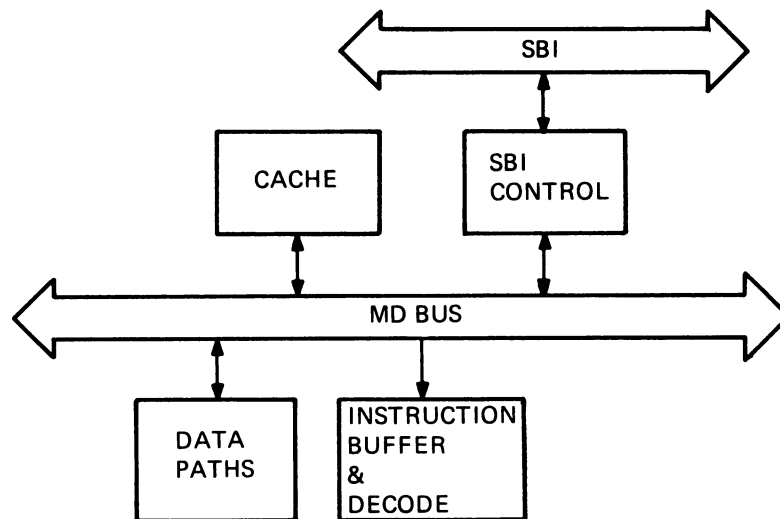 SBI
CACHE
SBI
CONTROL
MD BUS
DATA
PATHS
INSTRUCTION
BUFFER
&
DECODE